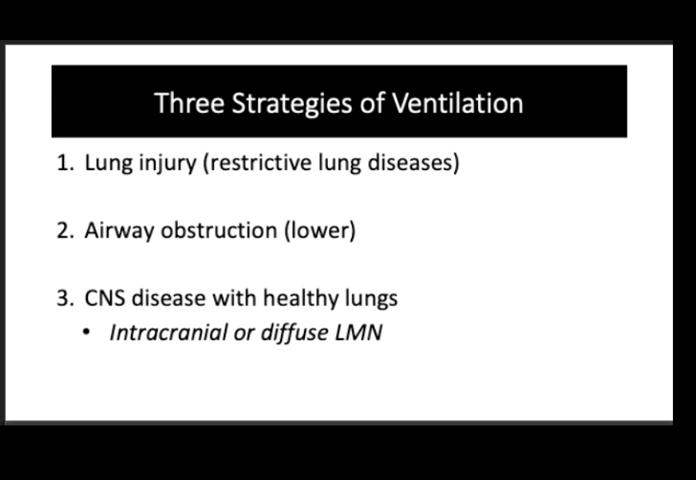 Three Strategies of Ventilation
1. Lung injury (restrictive lung diseases)
2. Airway obstruction (lower)
3. CNS disease with healthy lungs
• Intracranial or diffuse LMN